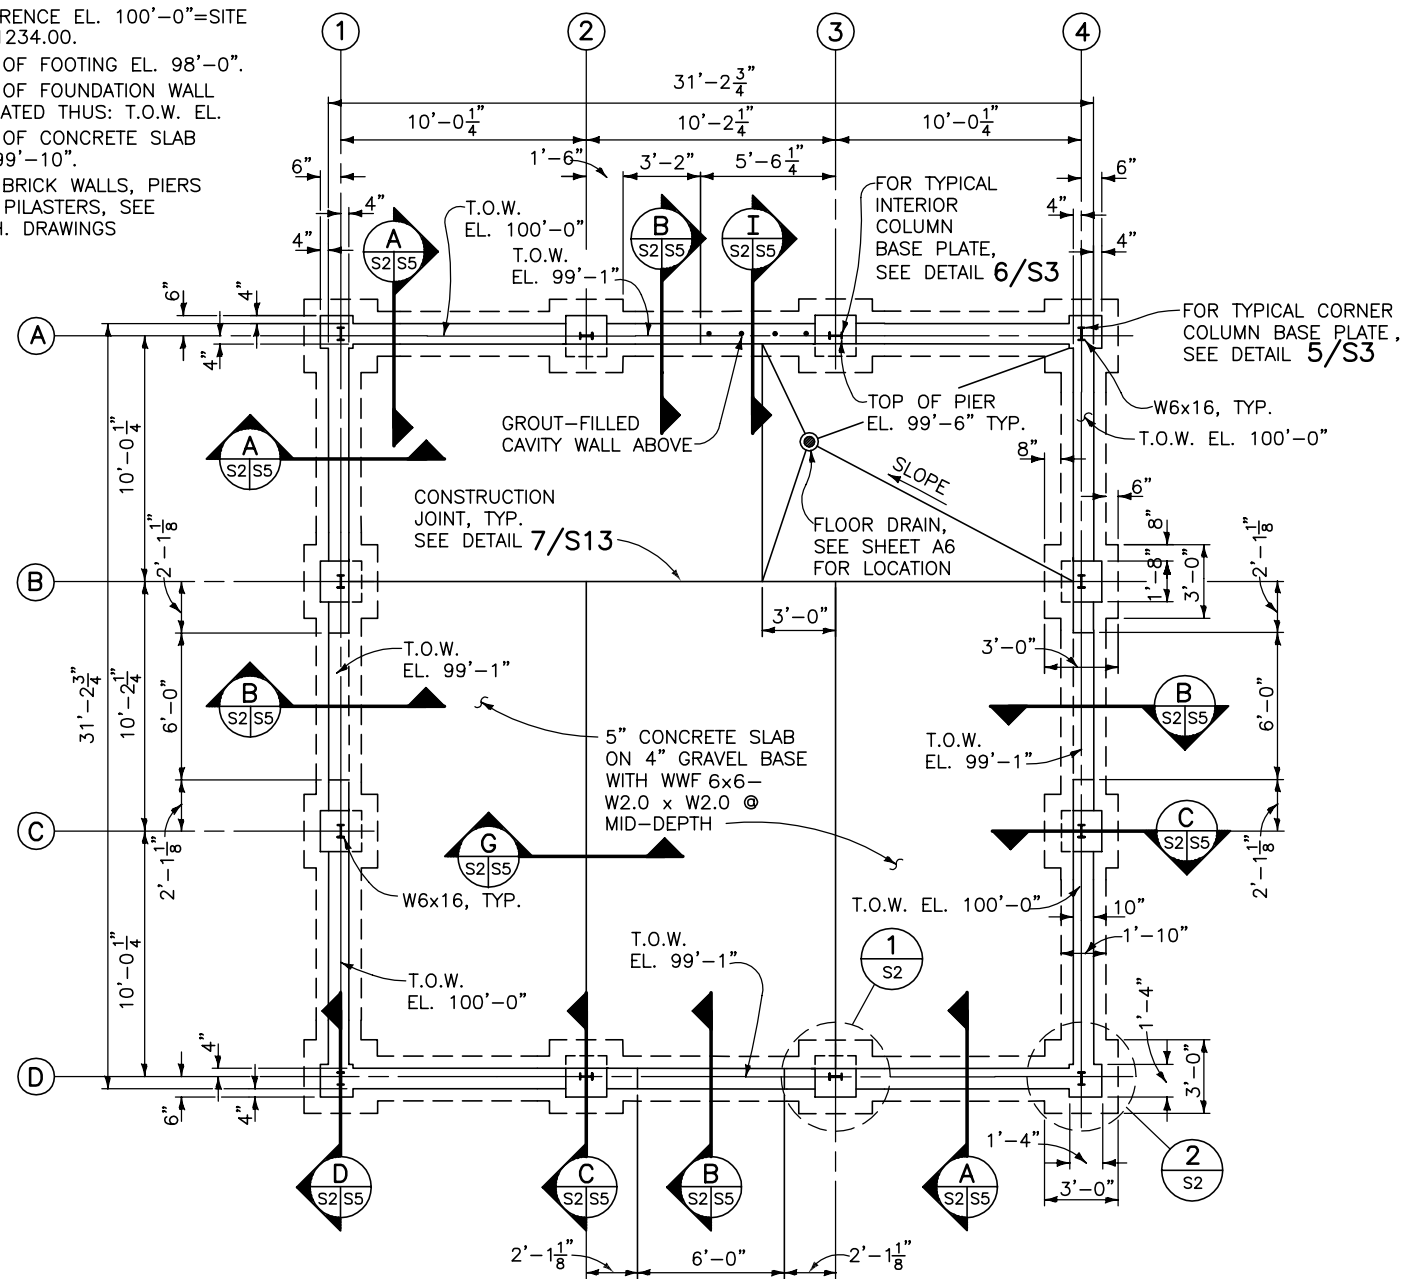 RENCE EL. 100'-0"=SITE
1234.00.
OF FOOTING EL. 98'-0".
OF FOUNDATION WALL
ATED THUS: T.O.W. EL.
OF CONCRETE SLAB
99'-10".
BRICK WALLS, PIERS
PILASTERS, SEE
H. DRAWINGS
1
2
3
4
31'-2 3/4"
10'-0 1/4"
10'-2 1/4"
10'-0 1/4"
1'-6"
3'-2"
5'-6 1/4"
6"
4"
4"
6"
4"
4"
A
S2|S5
T.O.W.
EL. 100'-0"
T.O.W.
EL. 99'-1"
B
S2|S5
I
S2|S5
FOR TYPICAL
INTERIOR
COLUMN
BASE PLATE,
SEE DETAIL 6/S3
FOR TYPICAL CORNER
COLUMN BASE PLATE,
SEE DETAIL 5/S3
A
6"
4"
4"
TOP OF PIER
EL. 99'-6" TYP.
W6x16, TYP.
T.O.W. EL. 100'-0"
GROUT-FILLED
CAVITY WALL ABOVE
A
S2|S5
10'-0 1/4"
SLOPE
8"
6"
CONSTRUCTION
JOINT, TYP.
SEE DETAIL 7/S13
FLOOR DRAIN,
SEE SHEET A6
FOR LOCATION
2'-1 1/8"
8"
1'-8"
3'-0"
2'-1 1/8"
B
3'-0"
3'-0"
T.O.W.
EL. 99'-1"
B
S2|S5
31'-2 3/4"
10'-2 1/4"
6'-0"
5" CONCRETE SLAB
ON 4" GRAVEL BASE
WITH WWF 6x6-
W2.0 x W2.0 @
MID-DEPTH
T.O.W.
EL. 99'-1"
B
S2|S5
6'-0"
C
2'-1 1/8"
G
S2|S5
C
S2|S5
2'-1 1/8"
W6x16, TYP.
T.O.W. EL. 100'-0"
10"
1'-10"
10'-0 1/4"
T.O.W.
EL. 99'-1"
1
S2
T.O.W.
EL. 100'-0"
D
4"
6"
4"
1'-4"
3'-0"
1'-4"
3'-0"
2
S2
D
S2|S5
C
S2|S5
B
S2|S5
A
S2|S5
2'-1 1/8"
6'-0"
2'-1 1/8"